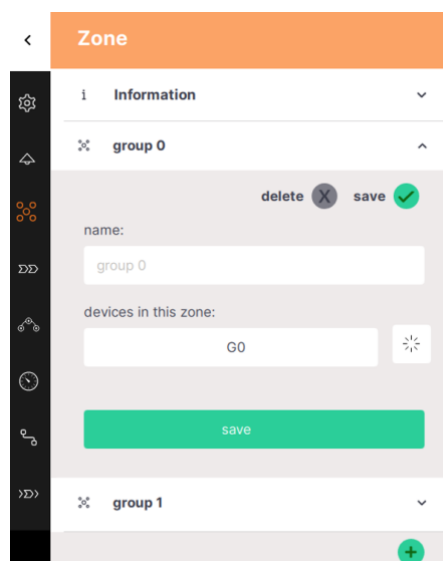 Zone
i Information
group 0
delete X save
name:
group 0
devices in this zone:
G0
save
group 1